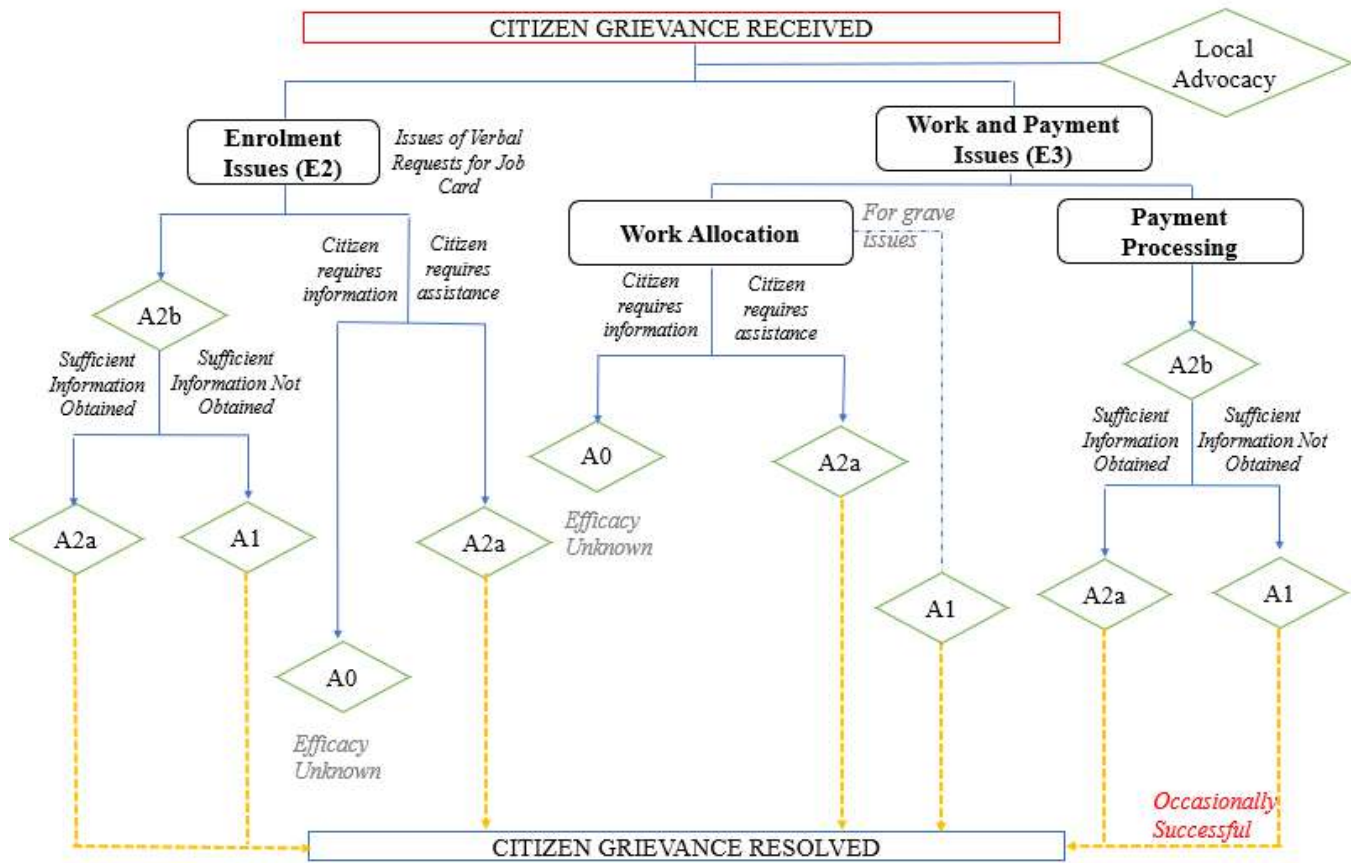 CITIZEN GRIEVANCE RECEIVED
Local
Advocacy
Enrolment
Issues (E2)
Issues of Verbal
Requests for Job
Card
Work and Payment
Issues (E3)
Work Allocation
For grave
issues
Payment
Processing
Citizen
requires
information
Citizen
requires
assistance
Citizen
requires
information
Citizen
requires
assistance
A2b
A2b
Sufficient
Information
Obtained
Sufficient
Information Not
Obtained
Sufficient
Information
Obtained
Sufficient
Information Not
Obtained
A0
A2a
A2a
A1
A2a
Efficacy
Unknown
A1
A2a
A1
A0
Efficacy
Unknown
Occasionally
Successful
CITIZEN GRIEVANCE RESOLVED